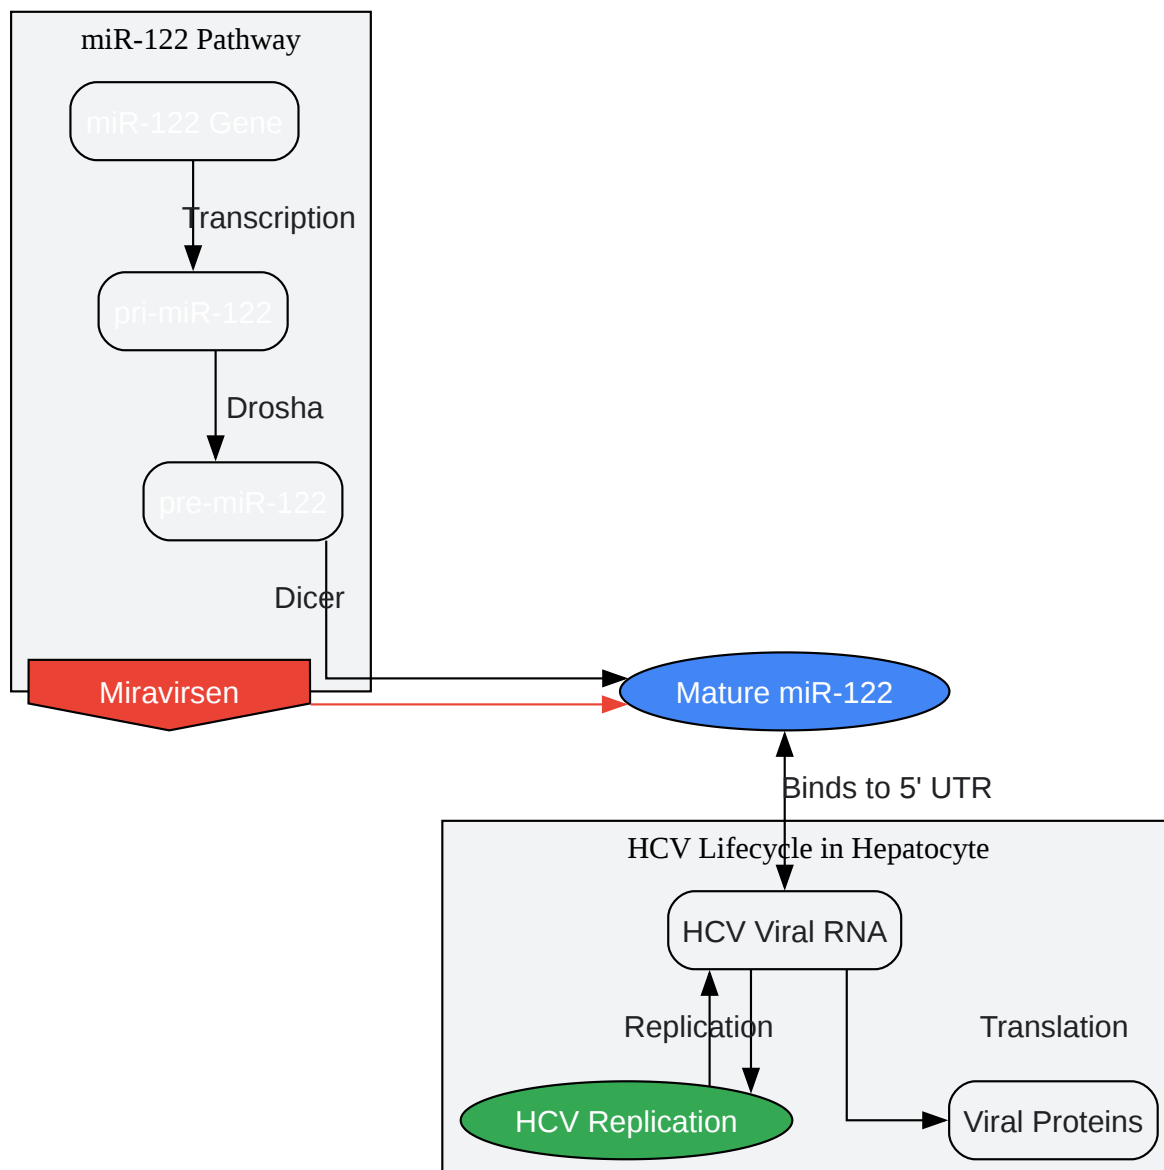 miR-122 Pathway
miR-122 Gene
Transcription
pri-miR-122
Drosha
pre-miR-122
Dicer
Miravirsen
Mature miR-122
Binds to 5' UTR
HCV Lifecycle in Hepatocyte
HCV Viral RNA
Replication
Translation
HCV Replication
Viral Proteins